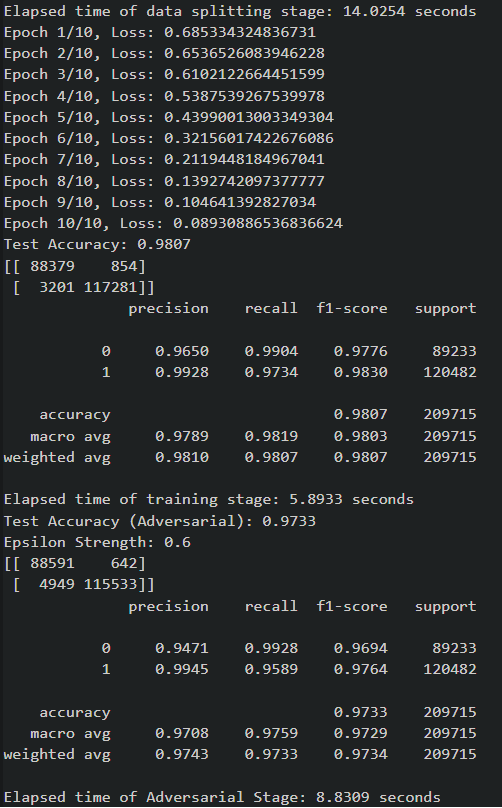 Elapsed time of data splitting stage: 14.0254 seconds
Epoch 1/10, Loss: 0.685334324836731
Epoch 2/10, Loss: 0.6536526083946228
Epoch 3/10, Loss: 0.6102122664451599
Epoch 4/10, Loss: 0.5387539267539978
Epoch 5/10, Loss: 0.43990013003349304
Epoch 6/10, Loss: 0.32156017422676086
Epoch 7/10, Loss: 0.2119448184967041
Epoch 8/10, Loss: 0.1392742097377777
Epoch 9/10, Loss: 0.104641392827034
Epoch 10/10, Loss: 0.08930886536836624
Test Accuracy: 0.9807
[[ 88379    854]
 [  3201 117281]]
              precision    recall  f1-score   support

           0     0.9650    0.9904    0.9776     89233
           1     0.9928    0.9734    0.9830    120482

    accuracy                         0.9807    209715
   macro avg     0.9789    0.9819    0.9803    209715
weighted avg     0.9810    0.9807    0.9807    209715

Elapsed time of training stage: 5.8933 seconds
Test Accuracy (Adversarial): 0.9733
Epsilon Strength: 0.6
[[ 88591    642]
 [  4949 115533]]
              precision    recall  f1-score   support

           0     0.9471    0.9928    0.9694     89233
           1     0.9945    0.9589    0.9764    120482

    accuracy                         0.9733    209715
   macro avg     0.9708    0.9759    0.9729    209715
weighted avg     0.9743    0.9733    0.9734    209715

Elapsed time of Adversarial Stage: 8.8309 seconds